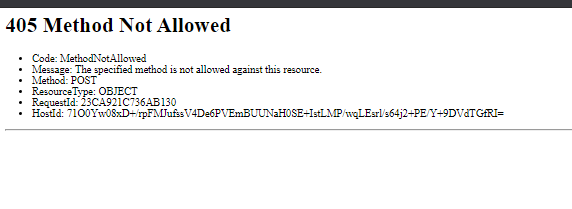 405 Method Not Allowed
Code: MethodNotAllowed
Message: The specified method is not allowed against this resource.
Method: POST
ResourceType: OBJECT
RequestId: 23CA921C736AB130
HostId: 71O0Yw08xD+/rpFMJufssV4De6PVEmBUUNaH0SE+IstLMP/wqLEsrl/s64j2+PE/Y+9DVdTGfRI=